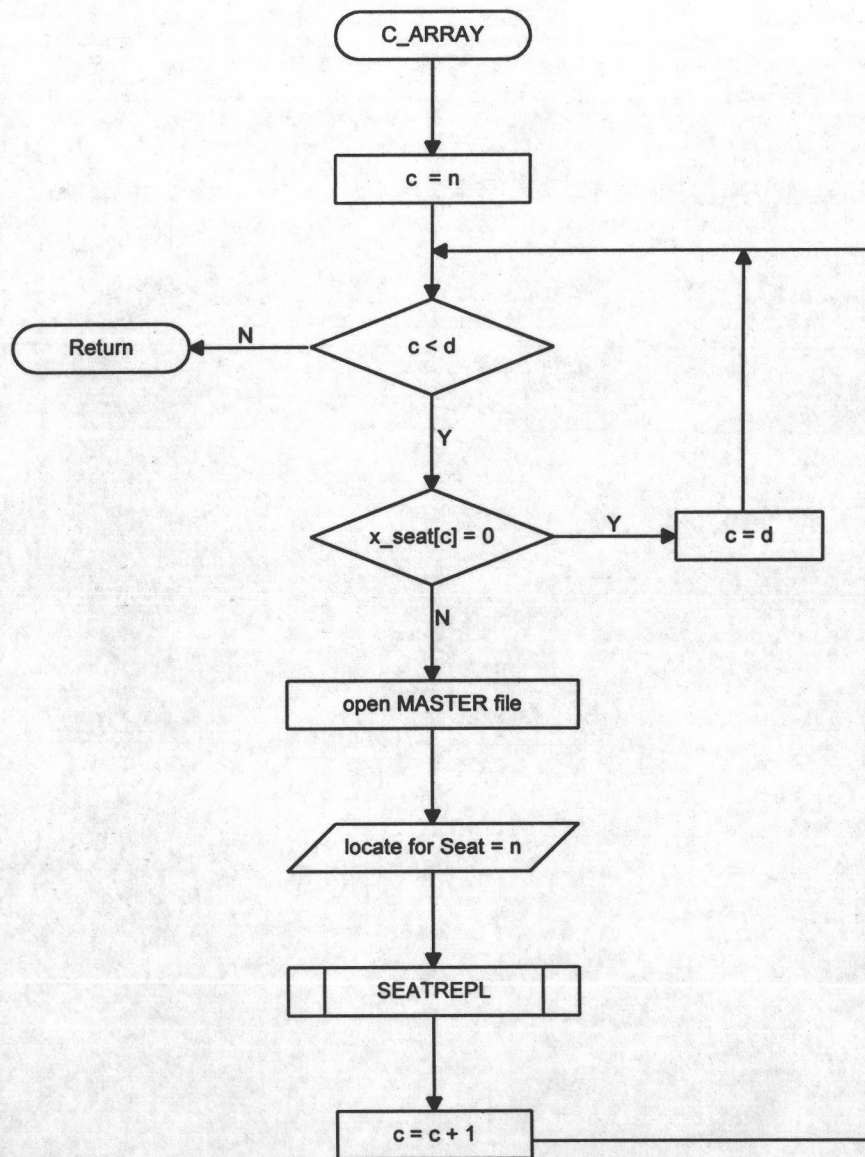 C_ARRAY
c = n
c < d
N
Return
Y
x_seat[c] = 0
Y
c = d
N
open MASTER file
locate for Seat = n
SEATREPL
c = c + 1